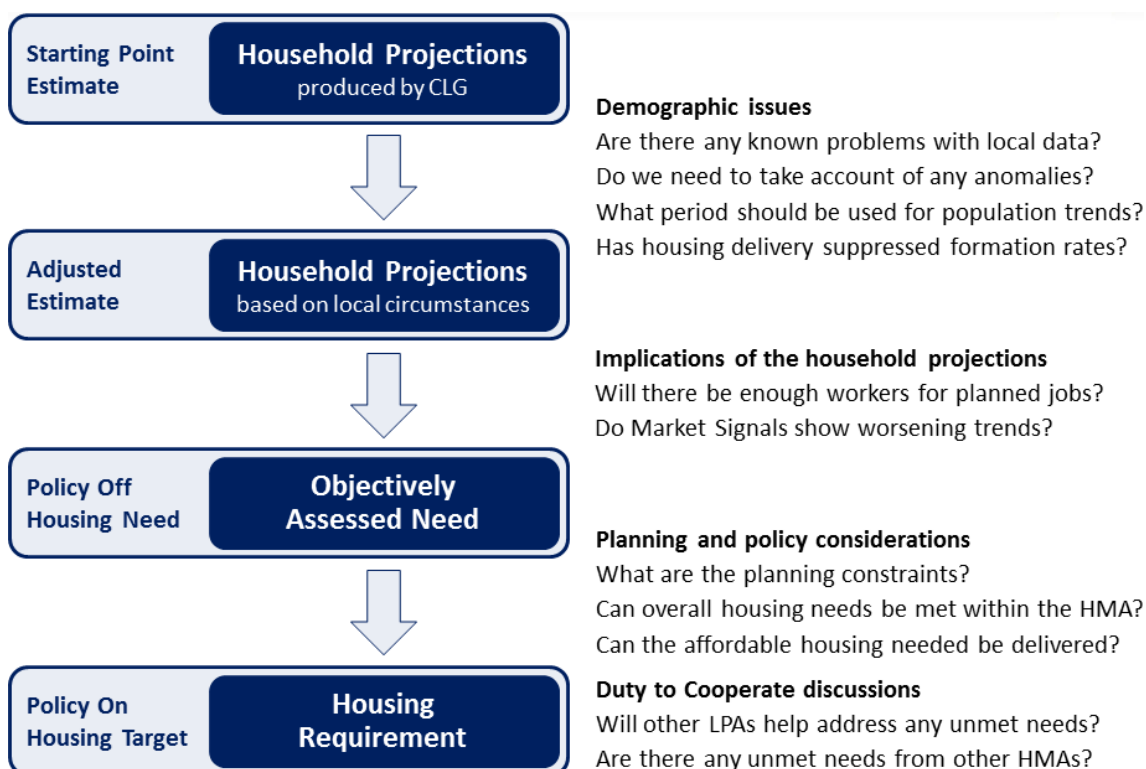 Starting Point
Estimate
Household Projections
produced by CLG
Demographic issues
Are there any known problems with local data?
Do we need to take account of any anomalies?
What period should be used for population trends?
Has housing delivery suppressed formation rates?
Adjusted
Estimate
Household Projections
based on local circumstances
Implications of the household projections
Will there be enough workers for planned jobs?
Do Market Signals show worsening trends?
Policy Off
Housing Need
Objectively
Assessed Need
Planning and policy considerations
What are the planning constraints?
Can overall housing needs be met within the HMA?
Can the affordable housing needed be delivered?
Policy On
Housing Target
Housing
Requirement
Duty to Cooperate discussions
Will other LPAs help address any unmet needs?
Are there any unmet needs from other HMAs?